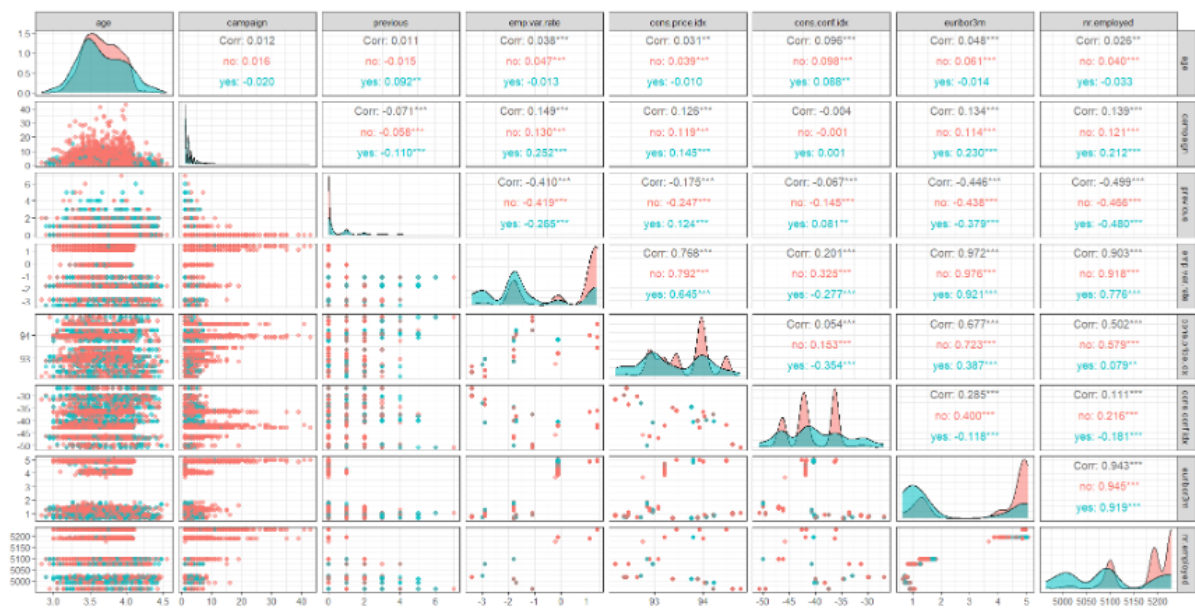 age campaign previous emp.var.rate cons.price.idx cons.conf.idx euribor3m nr.employed
1.5
1.0
0.5
0.0
Corr: 0.012 Corr: 0.011 Corr: 0.038*** Corr: 0.031** Corr: 0.096*** Corr: 0.048*** Corr: 0.026**
no: 0.016 no: -0.015 no: 0.047*** no: 0.039*** no: 0.098*** no: 0.061*** no: 0.040***
yes: -0.020 yes: 0.092** yes: -0.013 yes: -0.010 yes: 0.088** yes: -0.014 yes: -0.033
age
40
30
20
10
0
Corr: -0.071*** Corr: 0.149*** Corr: 0.126*** Corr: -0.004 Corr: 0.134*** Corr: 0.139***
no: -0.056*** no: 0.130*** no: 0.119*** no: -0.001 no: 0.114*** no: 0.121***
yes: -0.110*** yes: 0.252*** yes: 0.145*** yes: 0.001 yes: 0.230*** yes: 0.212***
campaign
6
4
2
0
Corr: -0.410*** Corr: -0.175*** Corr: -0.067*** Corr: -0.446*** Corr: -0.499***
no: -0.419*** no: -0.247*** no: -0.145*** no: -0.438*** no: -0.466***
yes: -0.265*** yes: 0.124*** yes: 0.081** yes: -0.379*** yes: -0.480***
previous
1
0
-1
-2
-3
Corr: 0.768*** Corr: 0.201*** Corr: 0.972*** Corr: 0.903***
no: 0.792*** no: 0.325*** no: 0.976*** no: 0.918***
yes: 0.645*** yes: -0.277*** yes: 0.921*** yes: 0.776***
94
93
Corr: 0.054*** Corr: 0.677*** Corr: 0.502***
no: 0.153*** no: 0.723*** no: 0.579***
yes: -0.354*** yes: 0.387*** yes: 0.079**
-30
-35
-40
-45
-50
Corr: 0.285*** Corr: 0.111***
no: 0.400*** no: 0.216***
yes: -0.118*** yes: -0.181***
5
4
3
2
1
Corr: 0.943***
no: 0.945***
yes: 0.919***
euribor3m
5200
5150
5100
5050
5000
nr.employed
3.0 3.5 4.0 4.5 0 10 20 30 40 0 2 4 6 -3 -2 -1 0 1 93 94 -50 -45 -40 -35 -30 1 2 3 4 5 5000 5050 5100 5150 5200